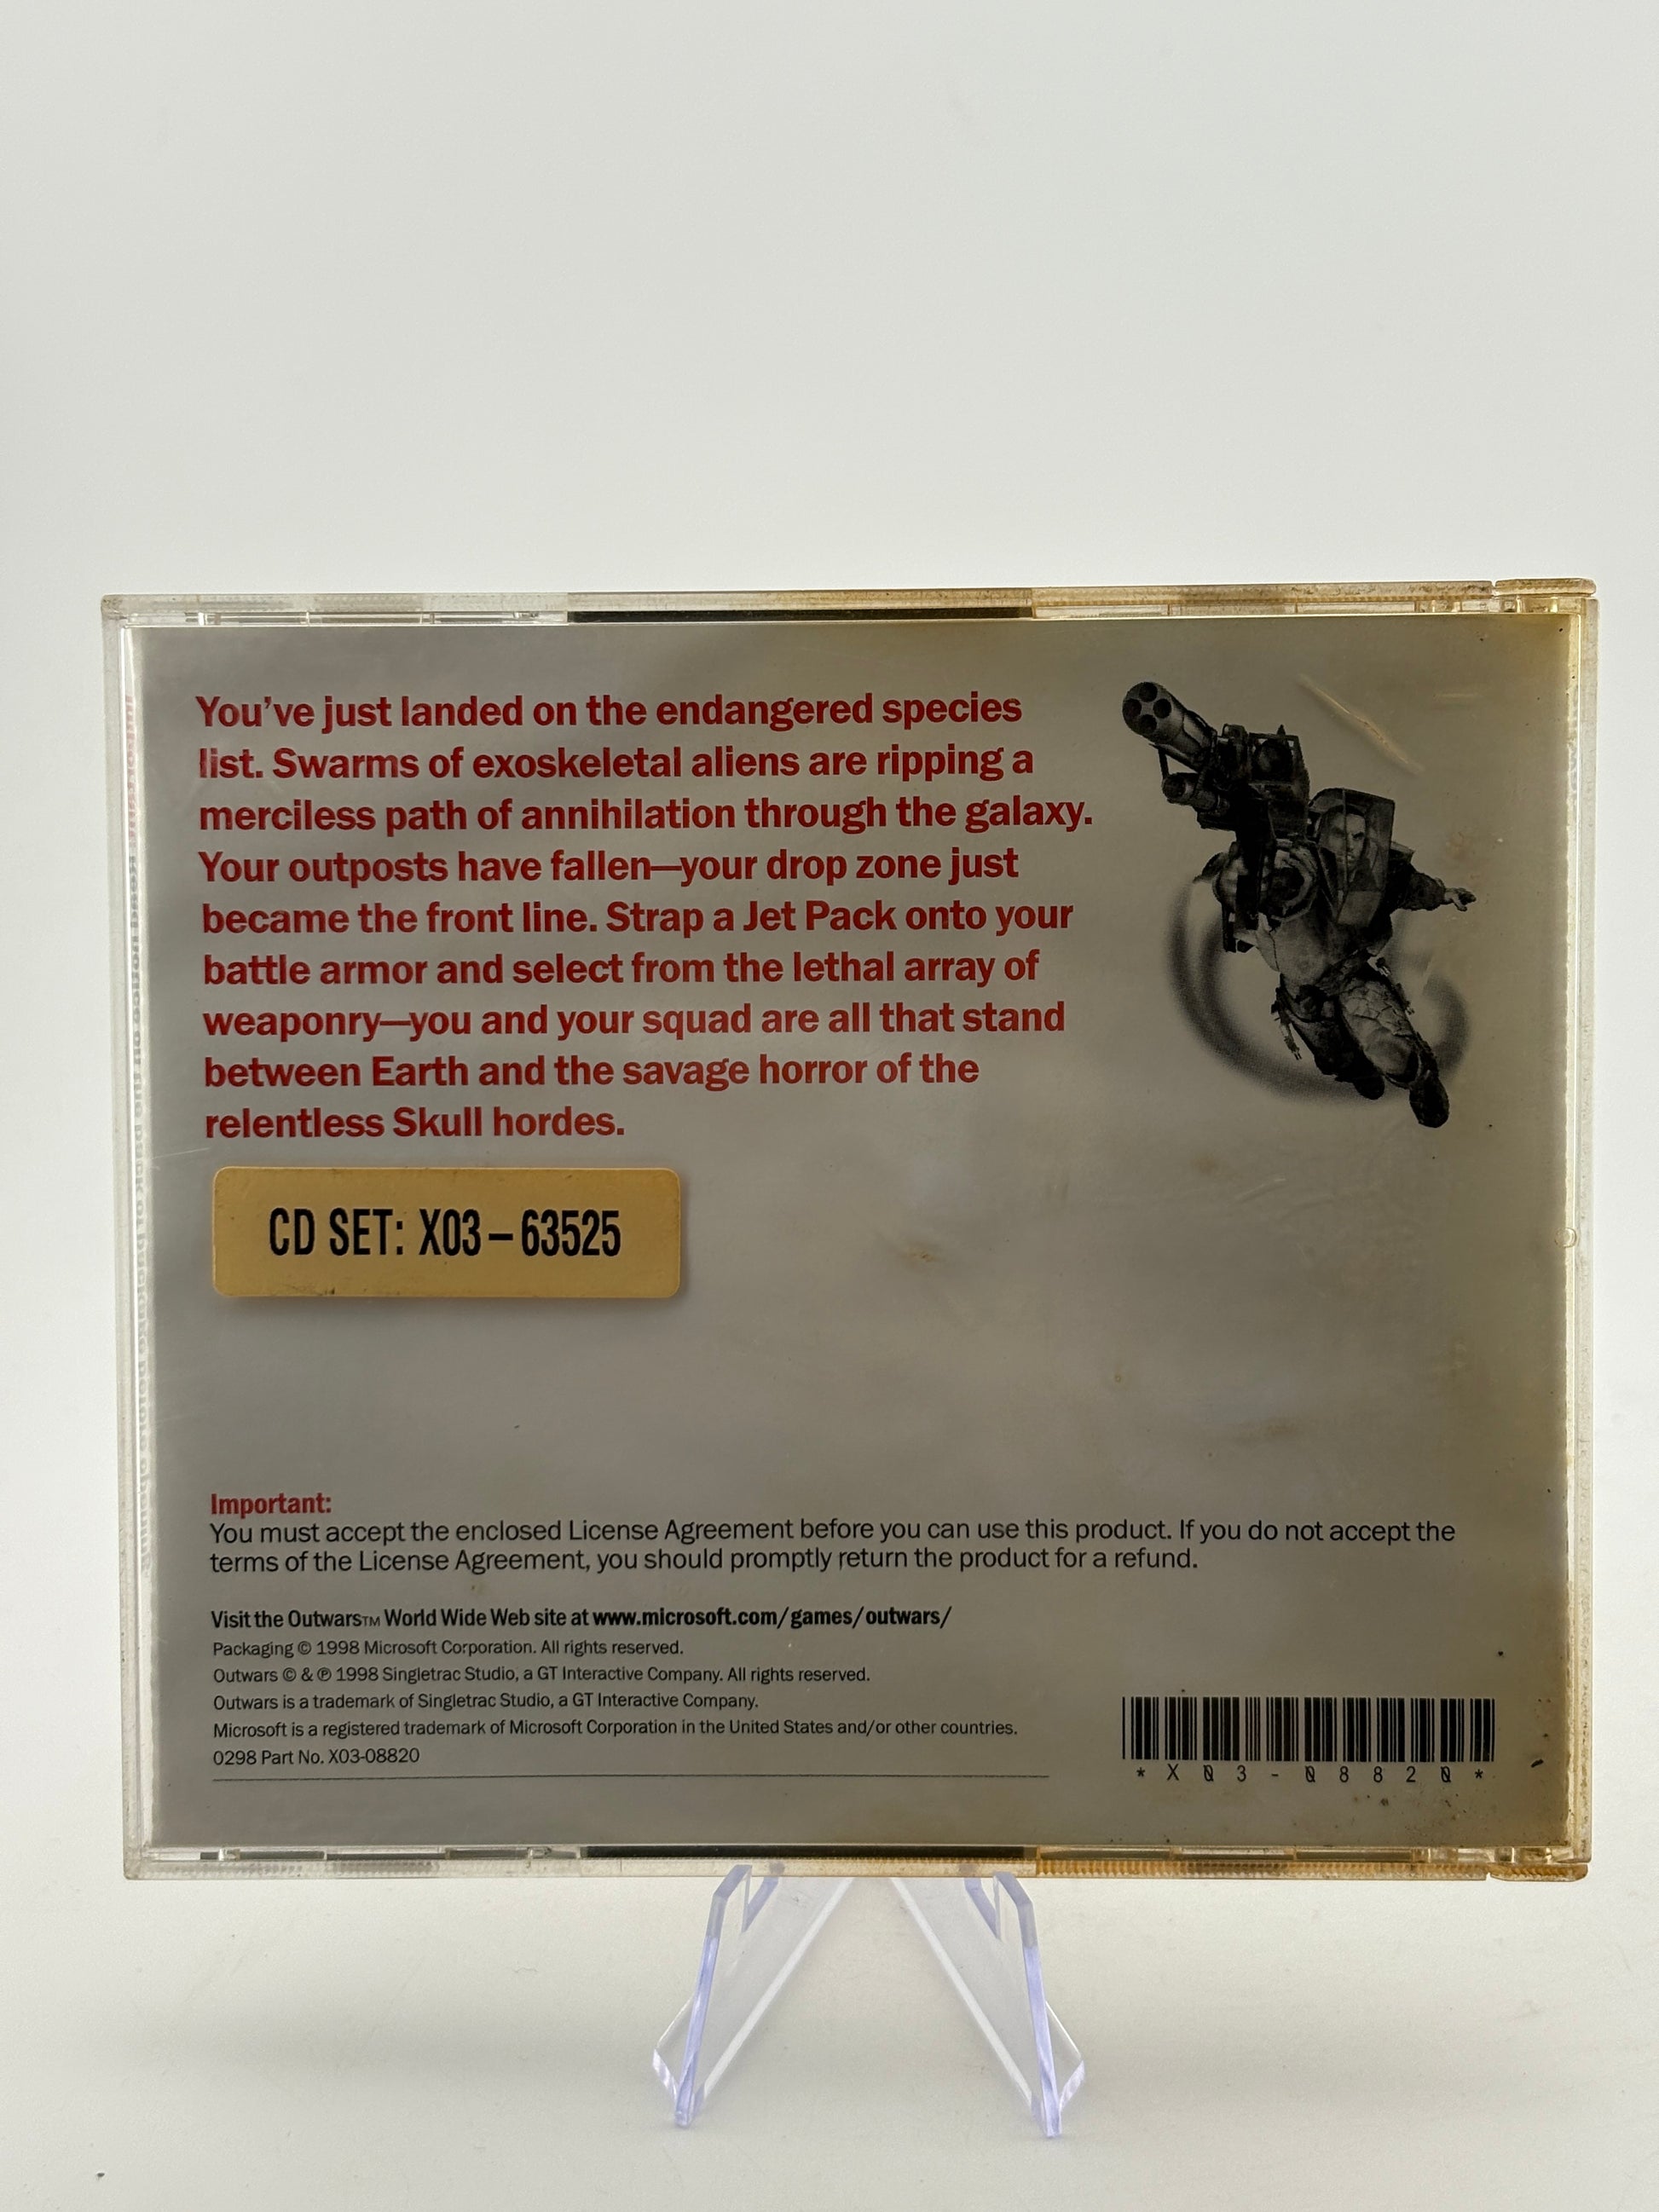 You've just landed on the endangered species
list. Swarms of exoskeletal aliens are ripping a
merciless path of annihilation through the galaxy.
Your outposts have fallen—your drop zone just
became the front line. Strap a Jet Pack onto your
battle armor and select from the lethal array of
weaponry—you and your squad are all that stand
between Earth and the savage horror of the
relentless Skull hordes.
CD SET: X03-63525
Important:
You must accept the enclosed License Agreement before you can use this product. If you do not accept the
terms of the License Agreement, you should promptly return the product for a refund.
Visit the Outwars™ World Wide Web site at www.microsoft.com/games/outwars/
Packaging © 1998 Microsoft Corporation. All rights reserved.
Outwars © & ℗ 1998 Singletrac Studio, a GT Interactive Company. All rights reserved.
Outwars is a trademark of Singletrac Studio, a GT Interactive Company.
Microsoft is a registered trademark of Microsoft Corporation in the United States and/or other countries.
0298 Part No. X03-08820
* X 0 3 - 0 8 8 2 0 *